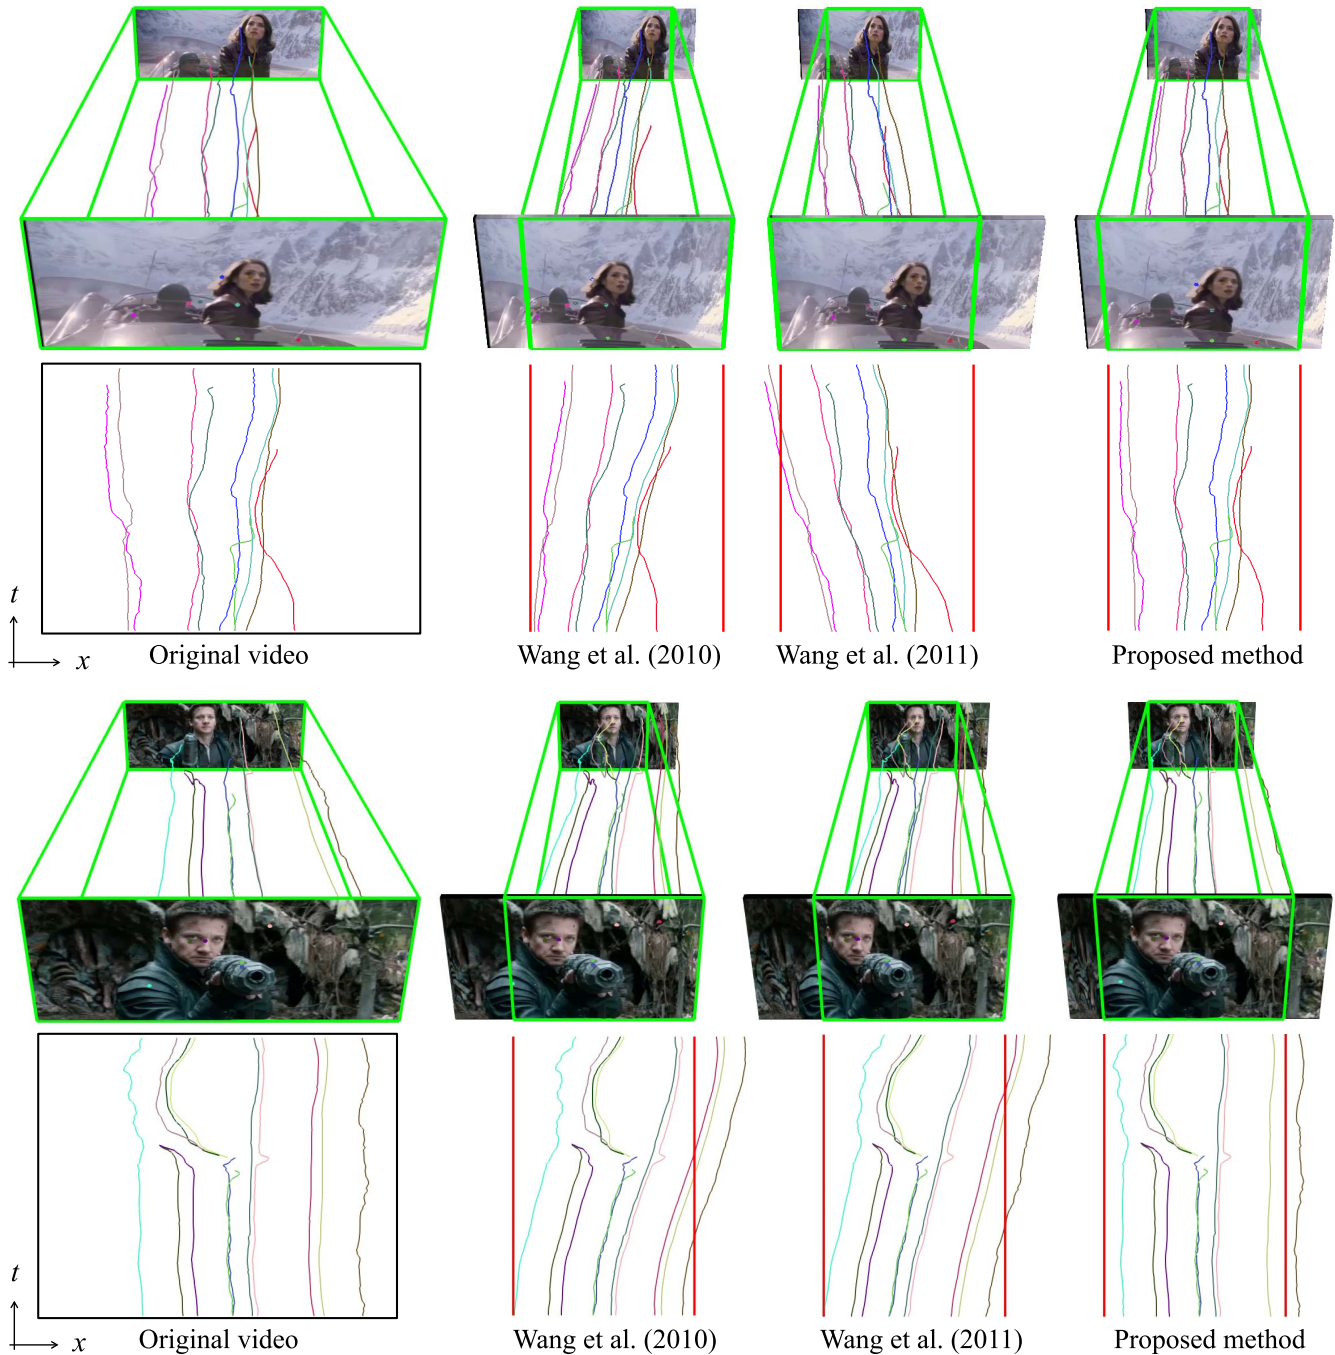 t
x
Original video
Wang et al. (2010)
Wang et al. (2011)
Proposed method
t
x
Original video
Wang et al. (2010)
Wang et al. (2011)
Proposed method